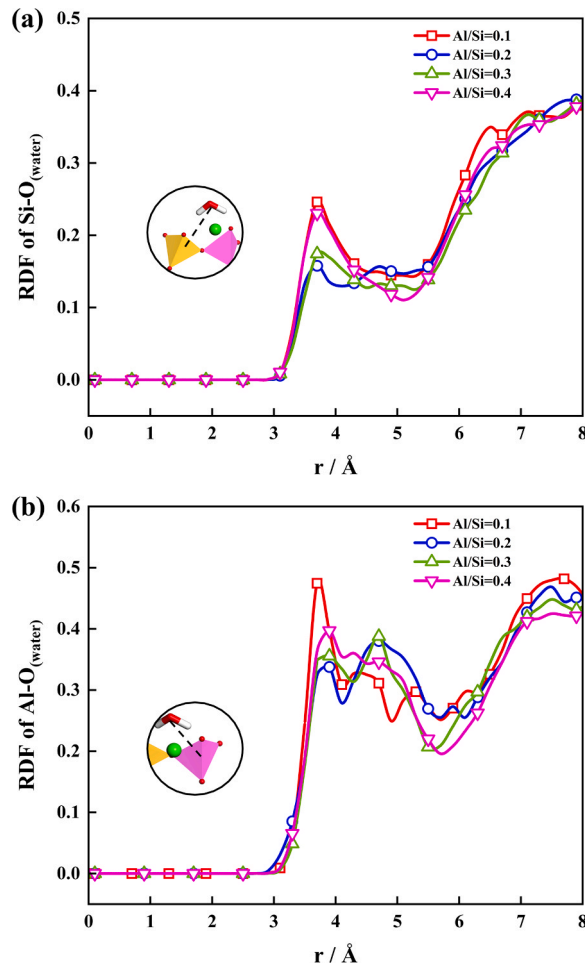 (a)
0.5
Al/Si=0.1
Al/Si=0.2
Al/Si=0.3
Al/Si=0.4
0.4
0.3
0.2
0.1
0.0
RDF of Si-O(water)
0 1 2 3 4 5 6 7 8
r / Å
(b)
0.6
Al/Si=0.1
Al/Si=0.2
Al/Si=0.3
Al/Si=0.4
0.5
0.4
0.3
0.2
0.1
0.0
RDF of Al-O(water)
0 1 2 3 4 5 6 7 8
r / Å